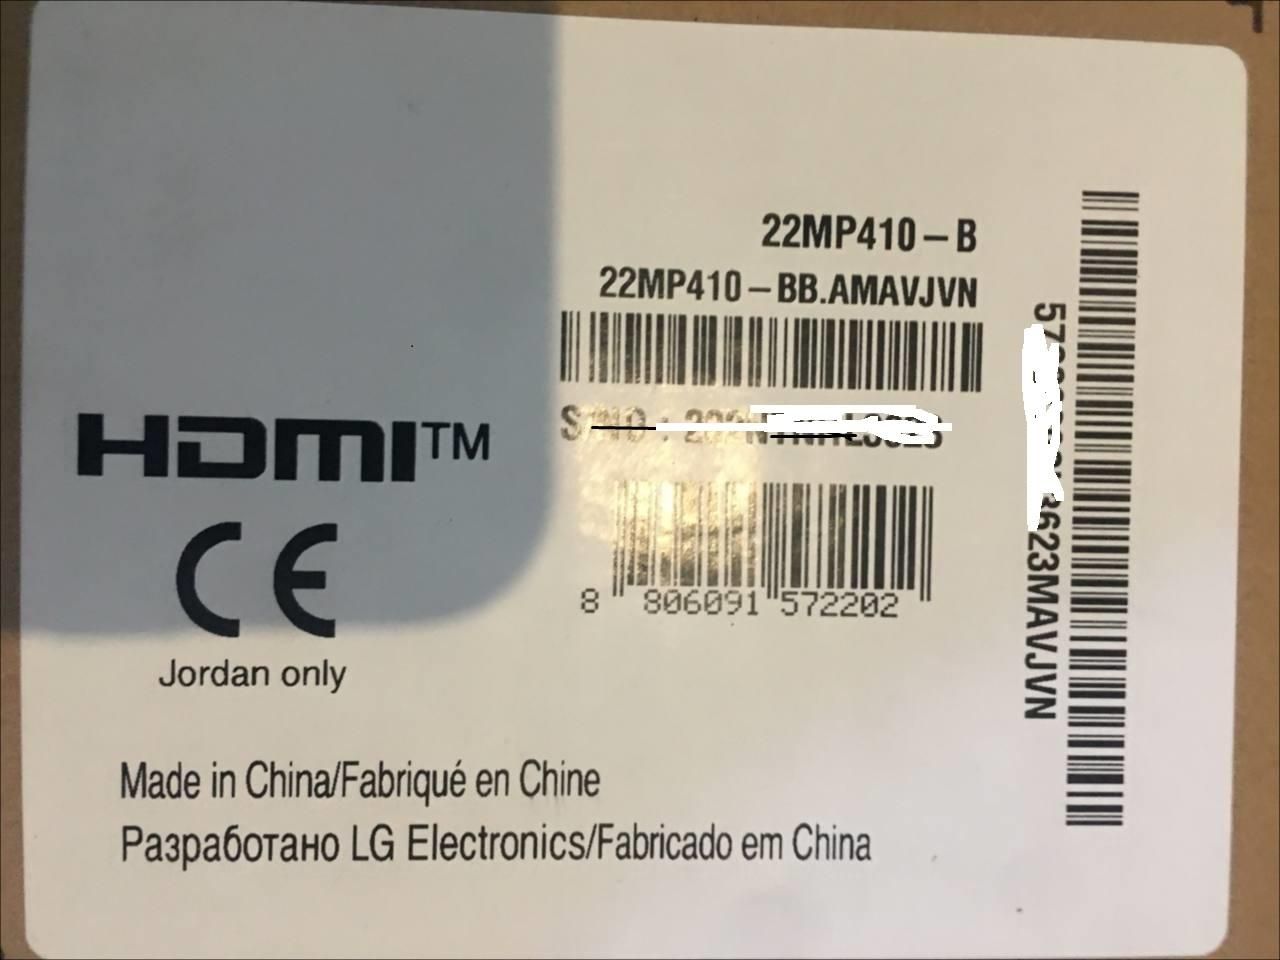 22MP410-B
22MP410-BB.AMAVJVN
HDMI™
CE
8 806091 572202
Jordan only
Made in China/Fabriqué en Chine
Разработано LG Electronics/Fabricado em China
623MAVJVN